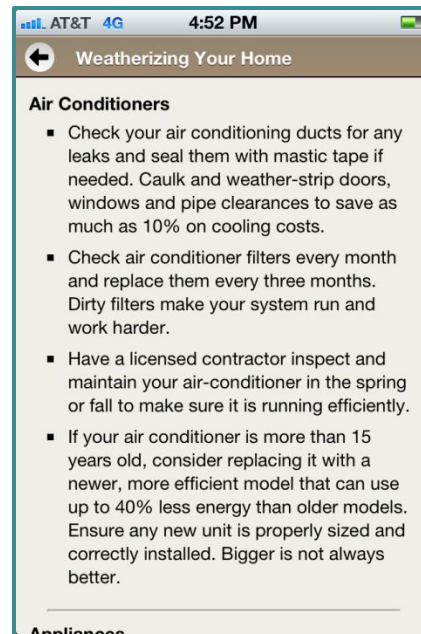 AT&T 4G 4:52 PM
Weatherizing Your Home
Air Conditioners
▪ Check your air conditioning ducts for any
leaks and seal them with mastic tape if
needed. Caulk and weather-strip doors,
windows and pipe clearances to save as
much as 10% on cooling costs.
▪ Check air conditioner filters every month
and replace them every three months.
Dirty filters make your system run and
work harder.
▪ Have a licensed contractor inspect and
maintain your air-conditioner in the spring
or fall to make sure it is running efficiently.
▪ If your air conditioner is more than 15
years old, consider replacing it with a
newer, more efficient model that can use
up to 40% less energy than older models.
Ensure any new unit is properly sized and
correctly installed. Bigger is not always
better.
Appliances